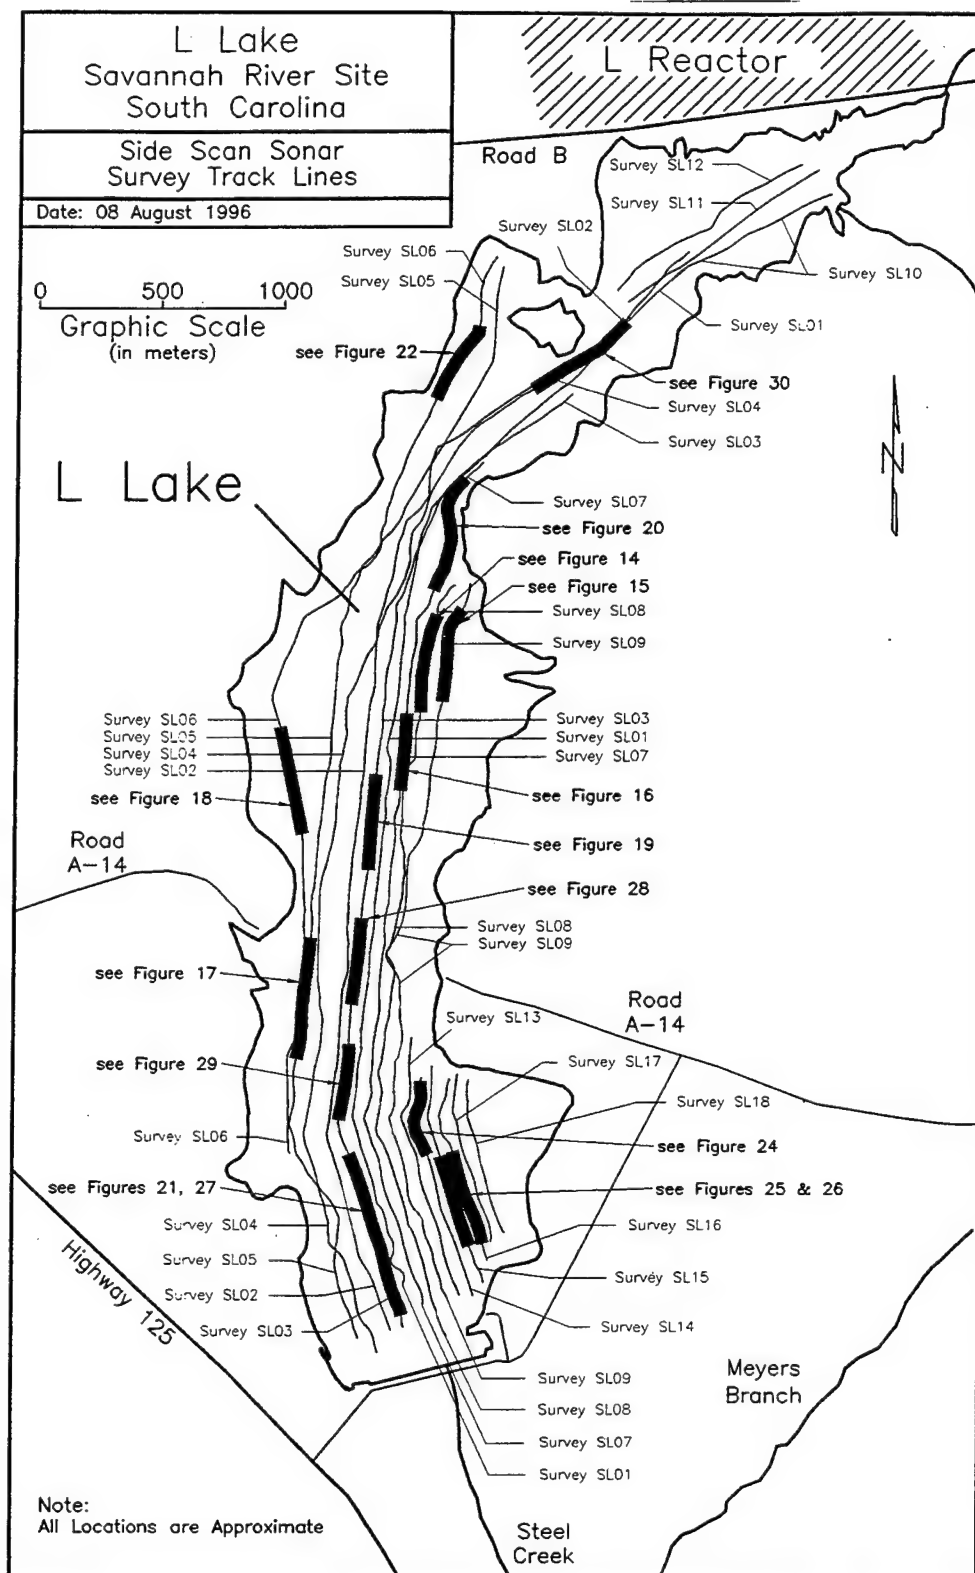 L Lake
Savannah River Site
South Carolina
Side Scan Sonar
Survey Track Lines
Date: 08 August 1996
L Reactor
Road B
Survey SL12
Survey SL11
Survey SL02
Survey SL06
Survey SL05
Survey SL10
0 500 1000
Graphic Scale
(in meters)
Survey SL01
see Figure 22
see Figure 30
Survey SL04
Survey SL03
N
L Lake
Survey SL07
see Figure 20
see Figure 14
see Figure 15
Survey SL08
Survey SL09
Survey SL06
Survey SL05
Survey SL04
Survey SL02
Survey SL03
Survey SL01
Survey SL07
see Figure 18
see Figure 16
Road
A-14
see Figure 19
see Figure 28
Survey SL08
Survey SL09
see Figure 17
Road
A-14
Survey SL13
see Figure 29
Survey SL17
Survey SL18
Survey SL06
see Figure 24
see Figures 21, 27
see Figures 25 & 26
Survey SL04
Survey SL16
Highway 125
Survey SL05
Survey SL15
Survey SL02
Survey SL03
Survey SL14
Survey SL09
Meyers
Branch
Survey SL08
Survey SL07
Survey SL01
Note:
All Locations are Approximate
Steel
Creek